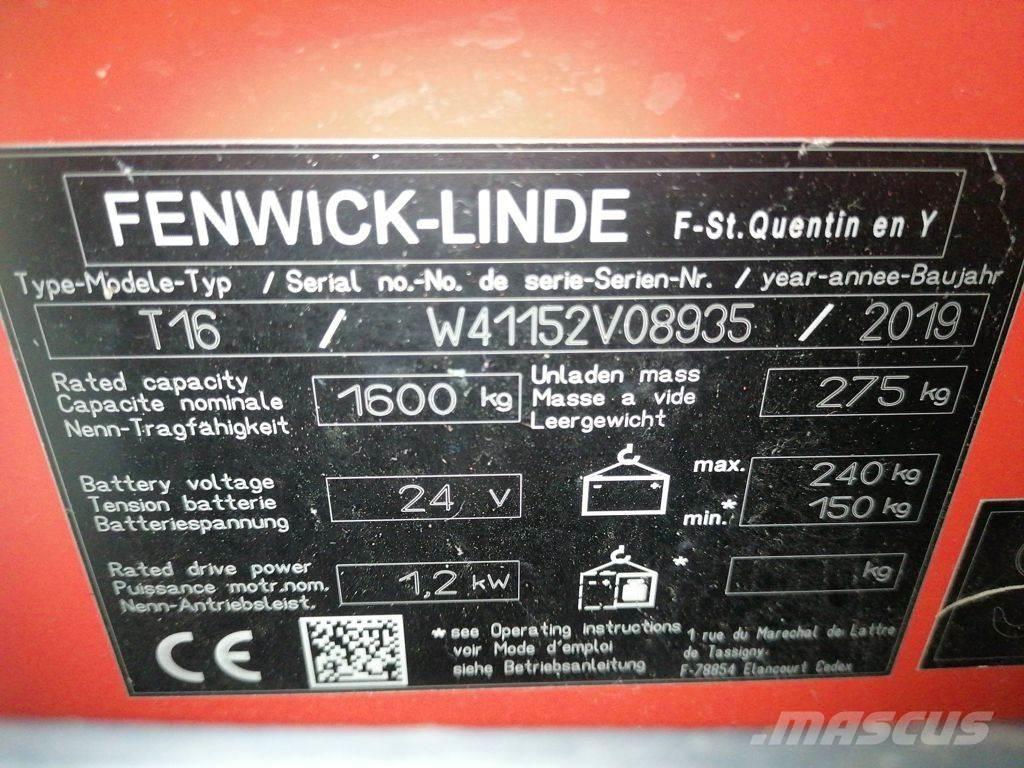 FENWICK-LINDE F-St.Quentin en Y
Type-Modele-Typ / Serial no.-No. de serie-Serien-Nr. / year-annee-Baujahr
T16 / W41152V08935 / 2019
Rated capacity
Capacite nominale
Nenn-Tragfähigkeit
1600 kg
Unladen mass
Masse a vide
Leergewicht
275 kg
Battery voltage
Tension batterie
Batteriespannung
24 V
max. 240 kg
min.* 150 kg
Rated drive power
Puissance motr.nom.
Nenn-Antriebsleist.
1,2 kW
* kg
CE
* see Operating instructions
voir Mode d'emploi
siehe Betriebsanleitung
1 rue du Marechal de Lattre
de Tassigny
F-78854 Elancourt Cedex
MASCUS